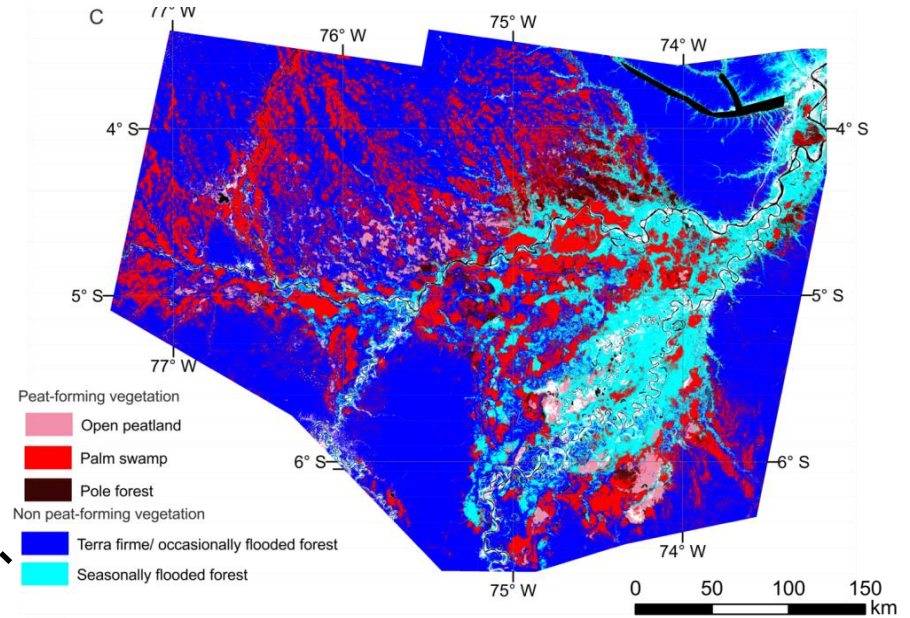 C
77° W
76° W
75° W
74° W
4° S
4° S
5° S
5° S
77° W
Peat-forming vegetation
Open peatland
Palm swamp
Pole forest
6° S
6° S
Non peat-forming vegetation
Terra firme/ occasionally flooded forest
Seasonally flooded forest
74° W
75° W
0 50 100 150
km